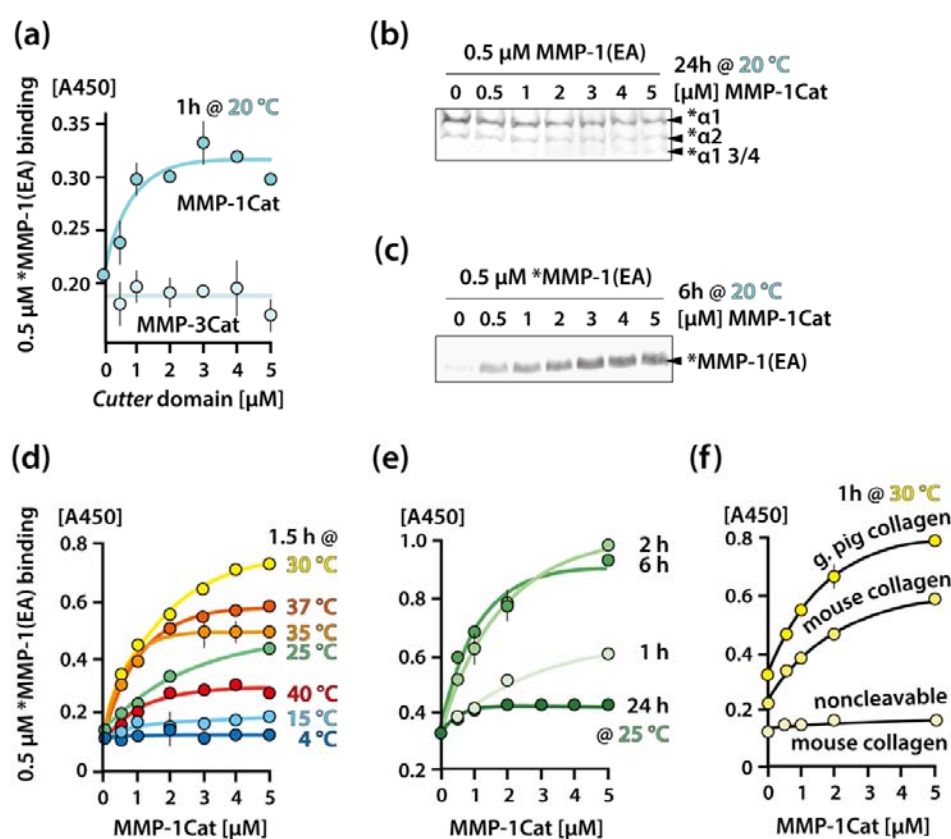 (a)
[A450]
1h @ 20 °C
0.5 µM *MMP-1(EA) binding
0.35
0.30
0.25
0.20
MMP-1Cat
MMP-3Cat
0 1 2 3 4 5
Cutter domain [µM]
(b)
0.5 µM MMP-1(EA)
24h @ 20 °C
0 0.5 1 2 3 4 5 [µM] MMP-1Cat
*α1
*α2
*α1 3/4
(c)
0.5 µM *MMP-1(EA)
6h @ 20 °C
0 0.5 1 2 3 4 5 [µM] MMP-1Cat
*MMP-1(EA)
(d)
[A450]
1.5 h @
0.5 µM *MMP-1(EA) binding
0.8
0.6
0.4
0.2
0
30 °C
37 °C
35 °C
25 °C
40 °C
15 °C
4 °C
0 1 2 3 4 5
MMP-1Cat [µM]
(e)
[A450]
1.0
0.8
0.6
0.4
0.2
2 h
6 h
1 h
24 h
@ 25 °C
0 1 2 3 4 5
MMP-1Cat [µM]
(f)
1h @ 30 °C
[A450]
0.8
0.6
0.4
0.2
0
g. pig collagen
mouse collagen
noncleavable
mouse collagen
0 1 2 3 4 5
MMP-1Cat [µM]